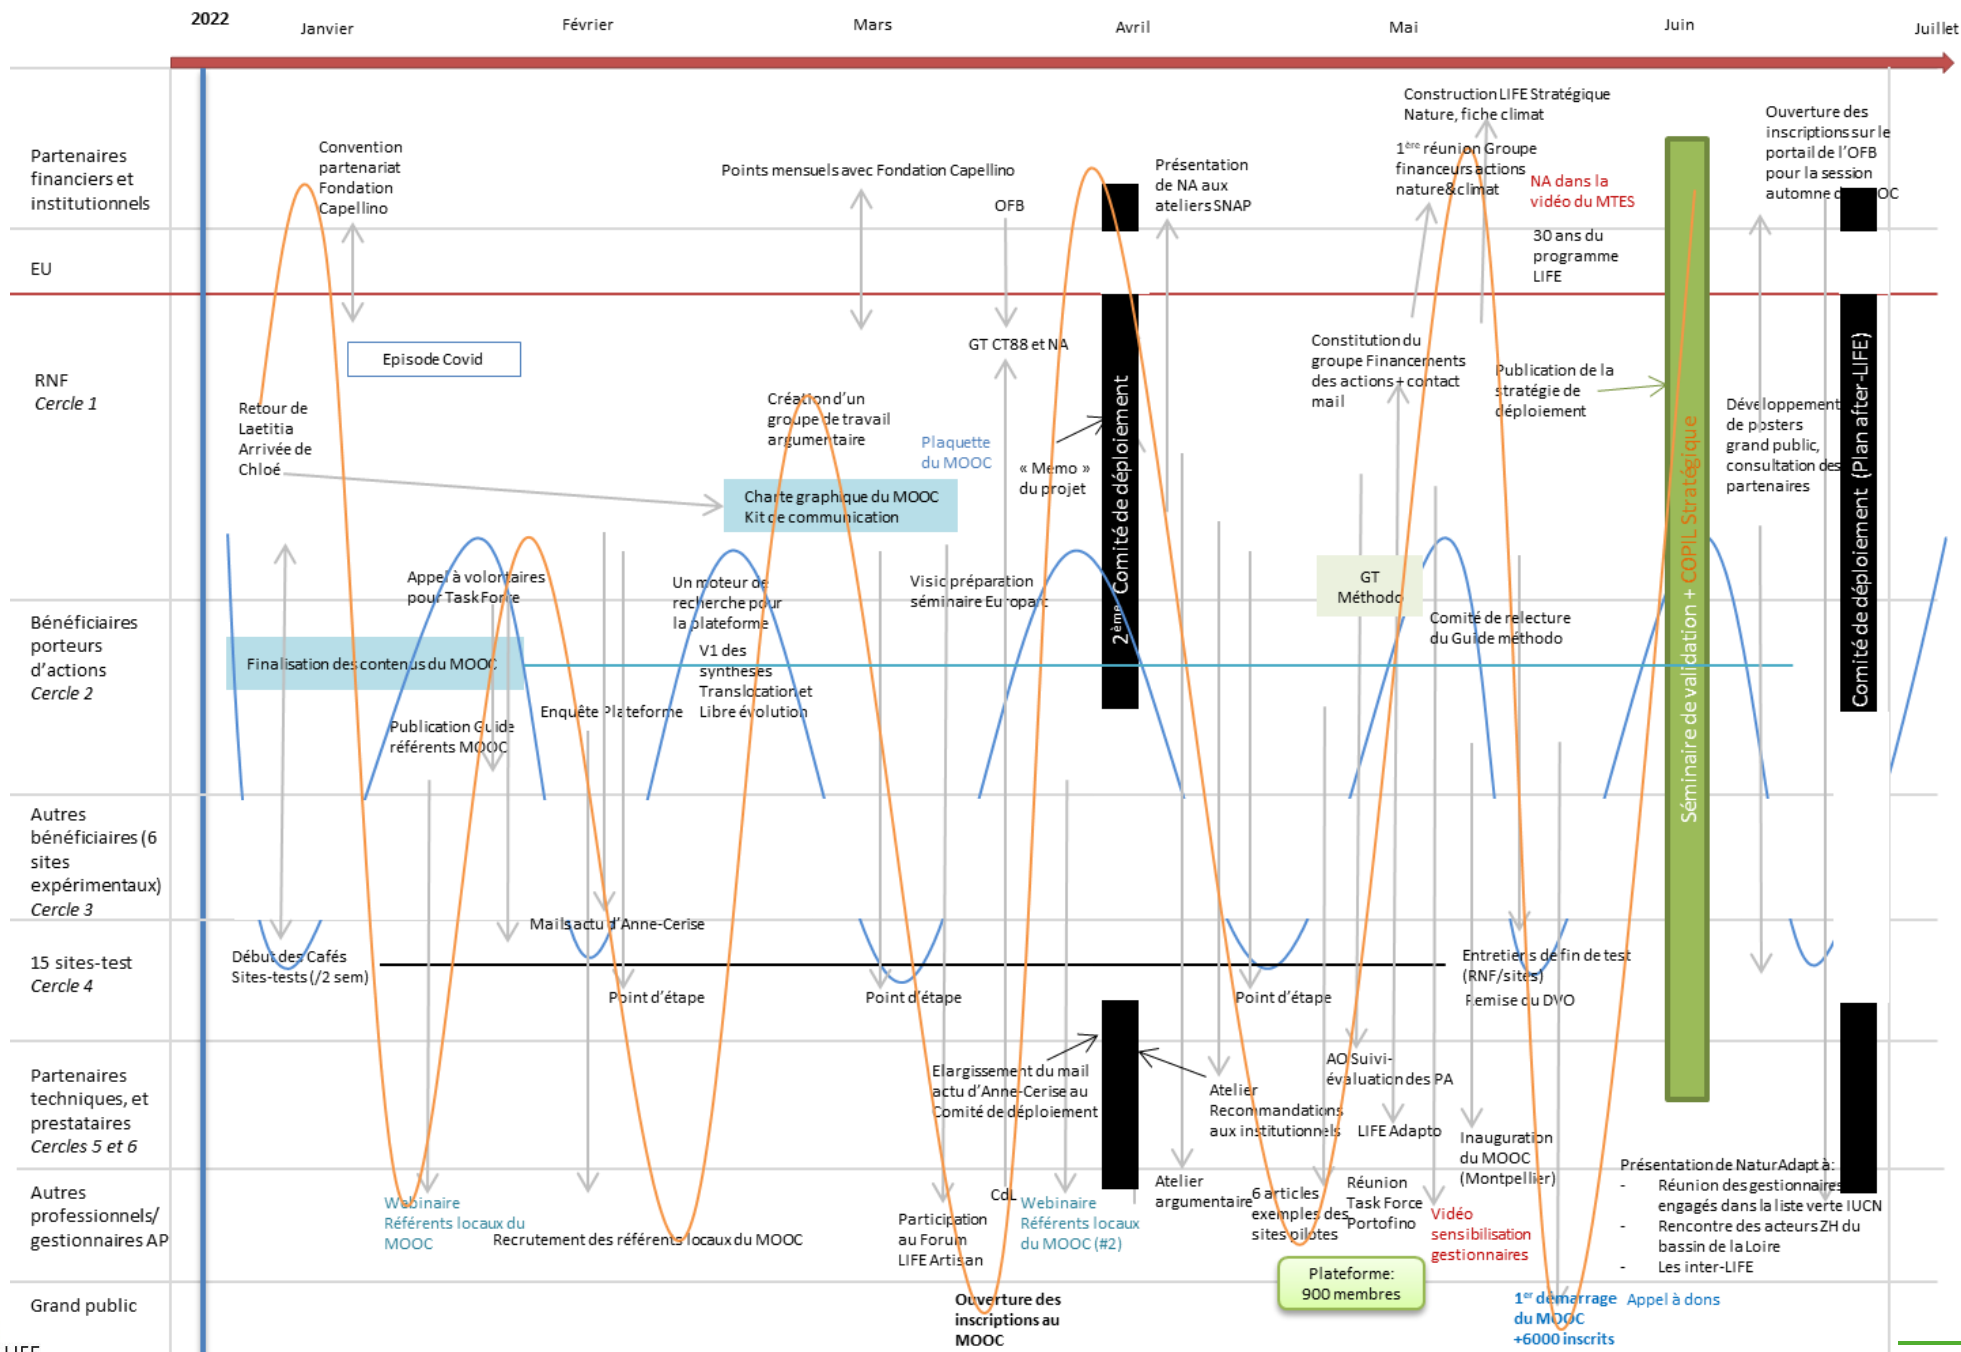 2022
Janvier
Février
Mars
Avril
Mai
Juin
Juillet
Partenaires
financiers et
institutionnels
Convention
partenariat
Fondation
Capellino
Points mensuels avec Fondation Capellino
OFB
Présentation
de NA aux
ateliers SNAP
Construction LIFE Stratégique
Nature, fiche climat
1ère réunion Groupe
financeurs actions
nature&climat
NA dans la
vidéo du MTES
30 ans du
programme
LIFE
Ouverture des
inscriptions sur le
portail de l'OFB
pour la session
automne OC
EU
RNF
Cercle 1
Episode Covid
Retour de
Laetitia
Arrivée de
Chloé
Création d'un
groupe de travail
argumentaire
Plaquette
du MOOC
Charte graphique du MOOC
Kit de communication
GT CT88 et NA
« Memo »
du projet
2ème Comité de déploiement
Constitution du
groupe Financements
des actions + contact
mail
Publication de la
stratégie de
déploiement
Séminaire de validation + COPIL Stratégique
Développement
de posters
grand public,
consultation des
partenaires
Comité de déploiement (Plan after-LIFE)
Bénéficiaires
porteurs
d'actions
Cercle 2
Appel à volontaires
pour Task Force
Finalisation des contenus du MOOC
Publication Guide
référents MOOC
Un moteur de
recherche pour
la plateforme
V1 des
syntheses
Translocation et
Libre évolution
Enquête Plateforme
Visio préparation
séminaire Europarc
GT
Méthodo
Comité de relecture
du Guide méthodo
Autres
bénéficiaires (6
sites
expérimentaux)
Cercle 3
Mails actu d'Anne-Cerise
15 sites-test
Cercle 4
Début des Cafés
Sites-tests (/2 sem)
Point d'étape
Point d'étape
Point d'étape
Entretiens de fin de test
(RNF/sites)
Remise du DVO
Partenaires
techniques, et
prestataires
Cercles 5 et 6
Elargissement du mail
actu d'Anne-Cerise au
Comité de déploiement
Atelier
Recommandations
aux institutionnels
AO Suivi-
évaluation des PA
LIFE Adapto
Inauguration
du MOOC
(Montpellier)
Autres
professionnels/
gestionnaires AP
Webinaire
Référents locaux du
MOOC
Recrutement des référents locaux du MOOC
Participation
au Forum
LIFE Artisan
CdL
Webinaire
Référents locaux
du MOOC (#2)
Atelier
argumentaire
6 articles
exemples des
sites pilotes
Réunion
Task Force
Portofino
Vidéo
sensibilisation
gestionnaires
Présentation de NaturAdapt à:
- Réunion des gestionnaires
engagés dans la liste verte IUCN
- Rencontre des acteurs ZH du
bassin de la Loire
- Les inter-LIFE
Grand public
Ouverture des
inscriptions au
MOOC
Plateforme:
900 membres
1er démarrage
du MOOC
+6000 inscrits
Appel à dons